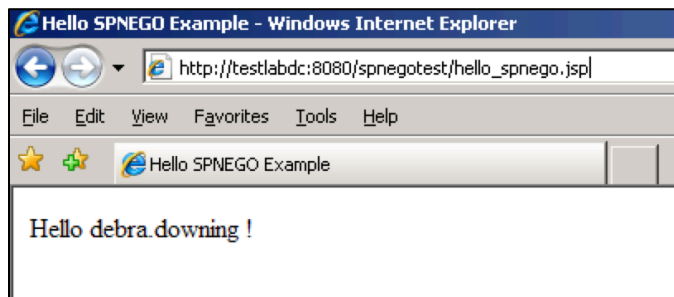 Hello SPNEGO Example - Windows Internet Explorer
http://testlabdc:8080/spnegotest/hello_spnego.jsp
File Edit View Favorites Tools Help
Hello SPNEGO Example
Hello debra.downing !